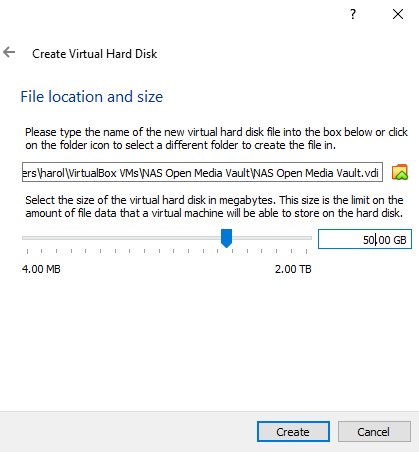 ?
Create Virtual Hard Disk
File location and size
Please type the name of the new virtual hard disk file into the box below or click
on the folder icon to select a different folder to create the file in.
ers\harol\VirtualBox VMs\NAS Open Media Vault\NAS Open Media Vault.vdi
Select the size of the virtual hard disk in megabytes. This size is the limit on the
amount of file data that a virtual machine will be able to store on the hard disk.
50.00 GB
4.00 MB 2.00 TB
Create Cancel